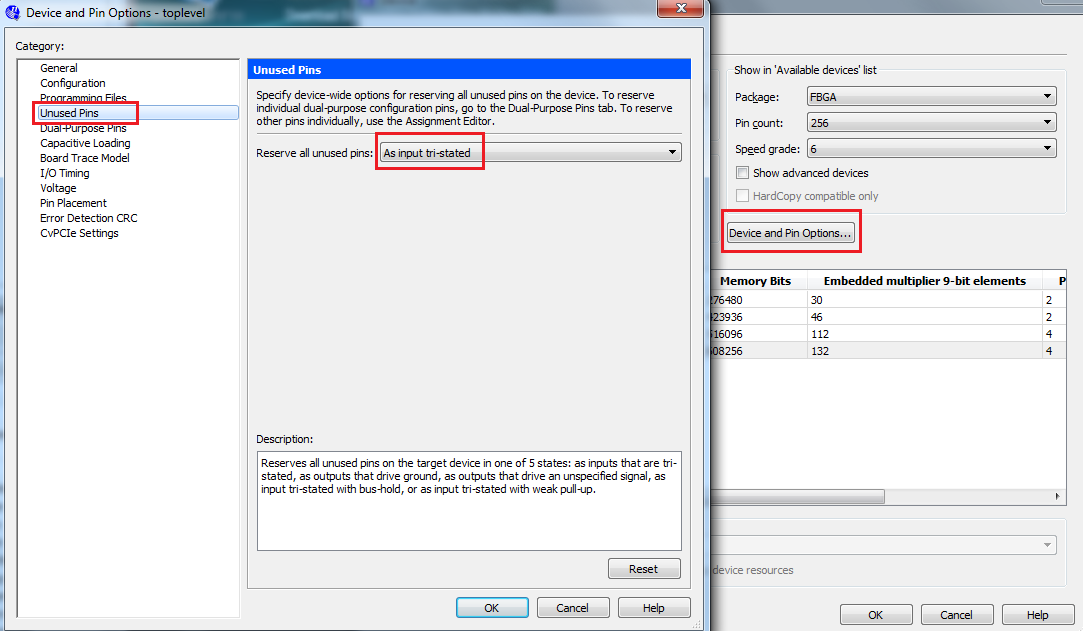 Device and Pin Options - toplevel
Category:
General
Configuration
Programming Files
Unused Pins
Dual-Purpose Pins
Capacitive Loading
Board Trace Model
I/O Timing
Voltage
Pin Placement
Error Detection CRC
CvPCIe Settings
Unused Pins
Specify device-wide options for reserving all unused pins on the device. To reserve
individual dual-purpose configuration pins, go to the Dual-Purpose Pins tab. To reserve
other pins individually, use the Assignment Editor.
Reserve all unused pins: As input tri-stated
Description:
Reserves all unused pins on the target device in one of 5 states: as inputs that are tri-
stated, as outputs that drive ground, as outputs that drive an unspecified signal, as
input tri-stated with bus-hold, or as input tri-stated with weak pull-up.
Reset
OK Cancel Help
Show in 'Available devices' list
Package: FBGA
Pin count: 256
Speed grade: 6
Show advanced devices
HardCopy compatible only
Device and Pin Options...
Memory Bits Embedded multiplier 9-bit elements P
276480 30 2
423936 46 2
516096 112 4
608256 132 4
device resources
OK Cancel Help